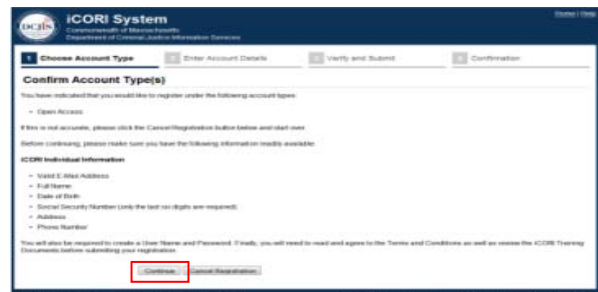 Home | Help
DCJIS
iCORI System
Commonwealth of Massachusetts
Department of Criminal Justice Information Services
1 Choose Account Type
2 Enter Account Details
3 Verify and Submit
4 Confirmation
Confirm Account Type(s)
You have indicated that you would like to register under the following account types:
- Open Access
If this is not accurate, please click the Cancel Registration button below and start over.
Before continuing, please make sure you have the following information readily available:
iCORI Individual Information
- Valid E-Mail Address
- Full Name
- Date of Birth
- Social Security Number (only the last six digits are required)
- Address
- Phone Number
You will also be required to create a User Name and Password. Finally, you will need to read and agree to the Terms and Conditions as well as review the iCORI Training
Documents before submitting your registration.
Continue
Cancel Registration